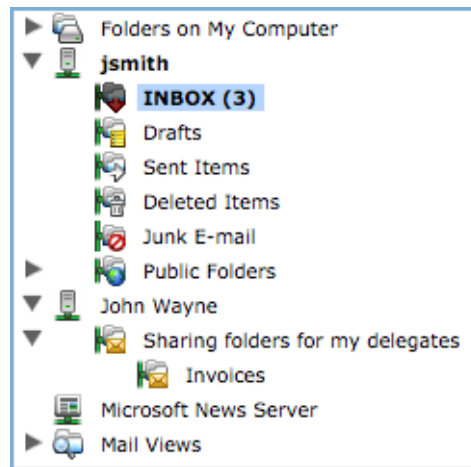 Folders on My Computer
jsmith
INBOX (3)
Drafts
Sent Items
Deleted Items
Junk E-mail
Public Folders
John Wayne
Sharing folders for my delegates
Invoices
Microsoft News Server
Mail Views